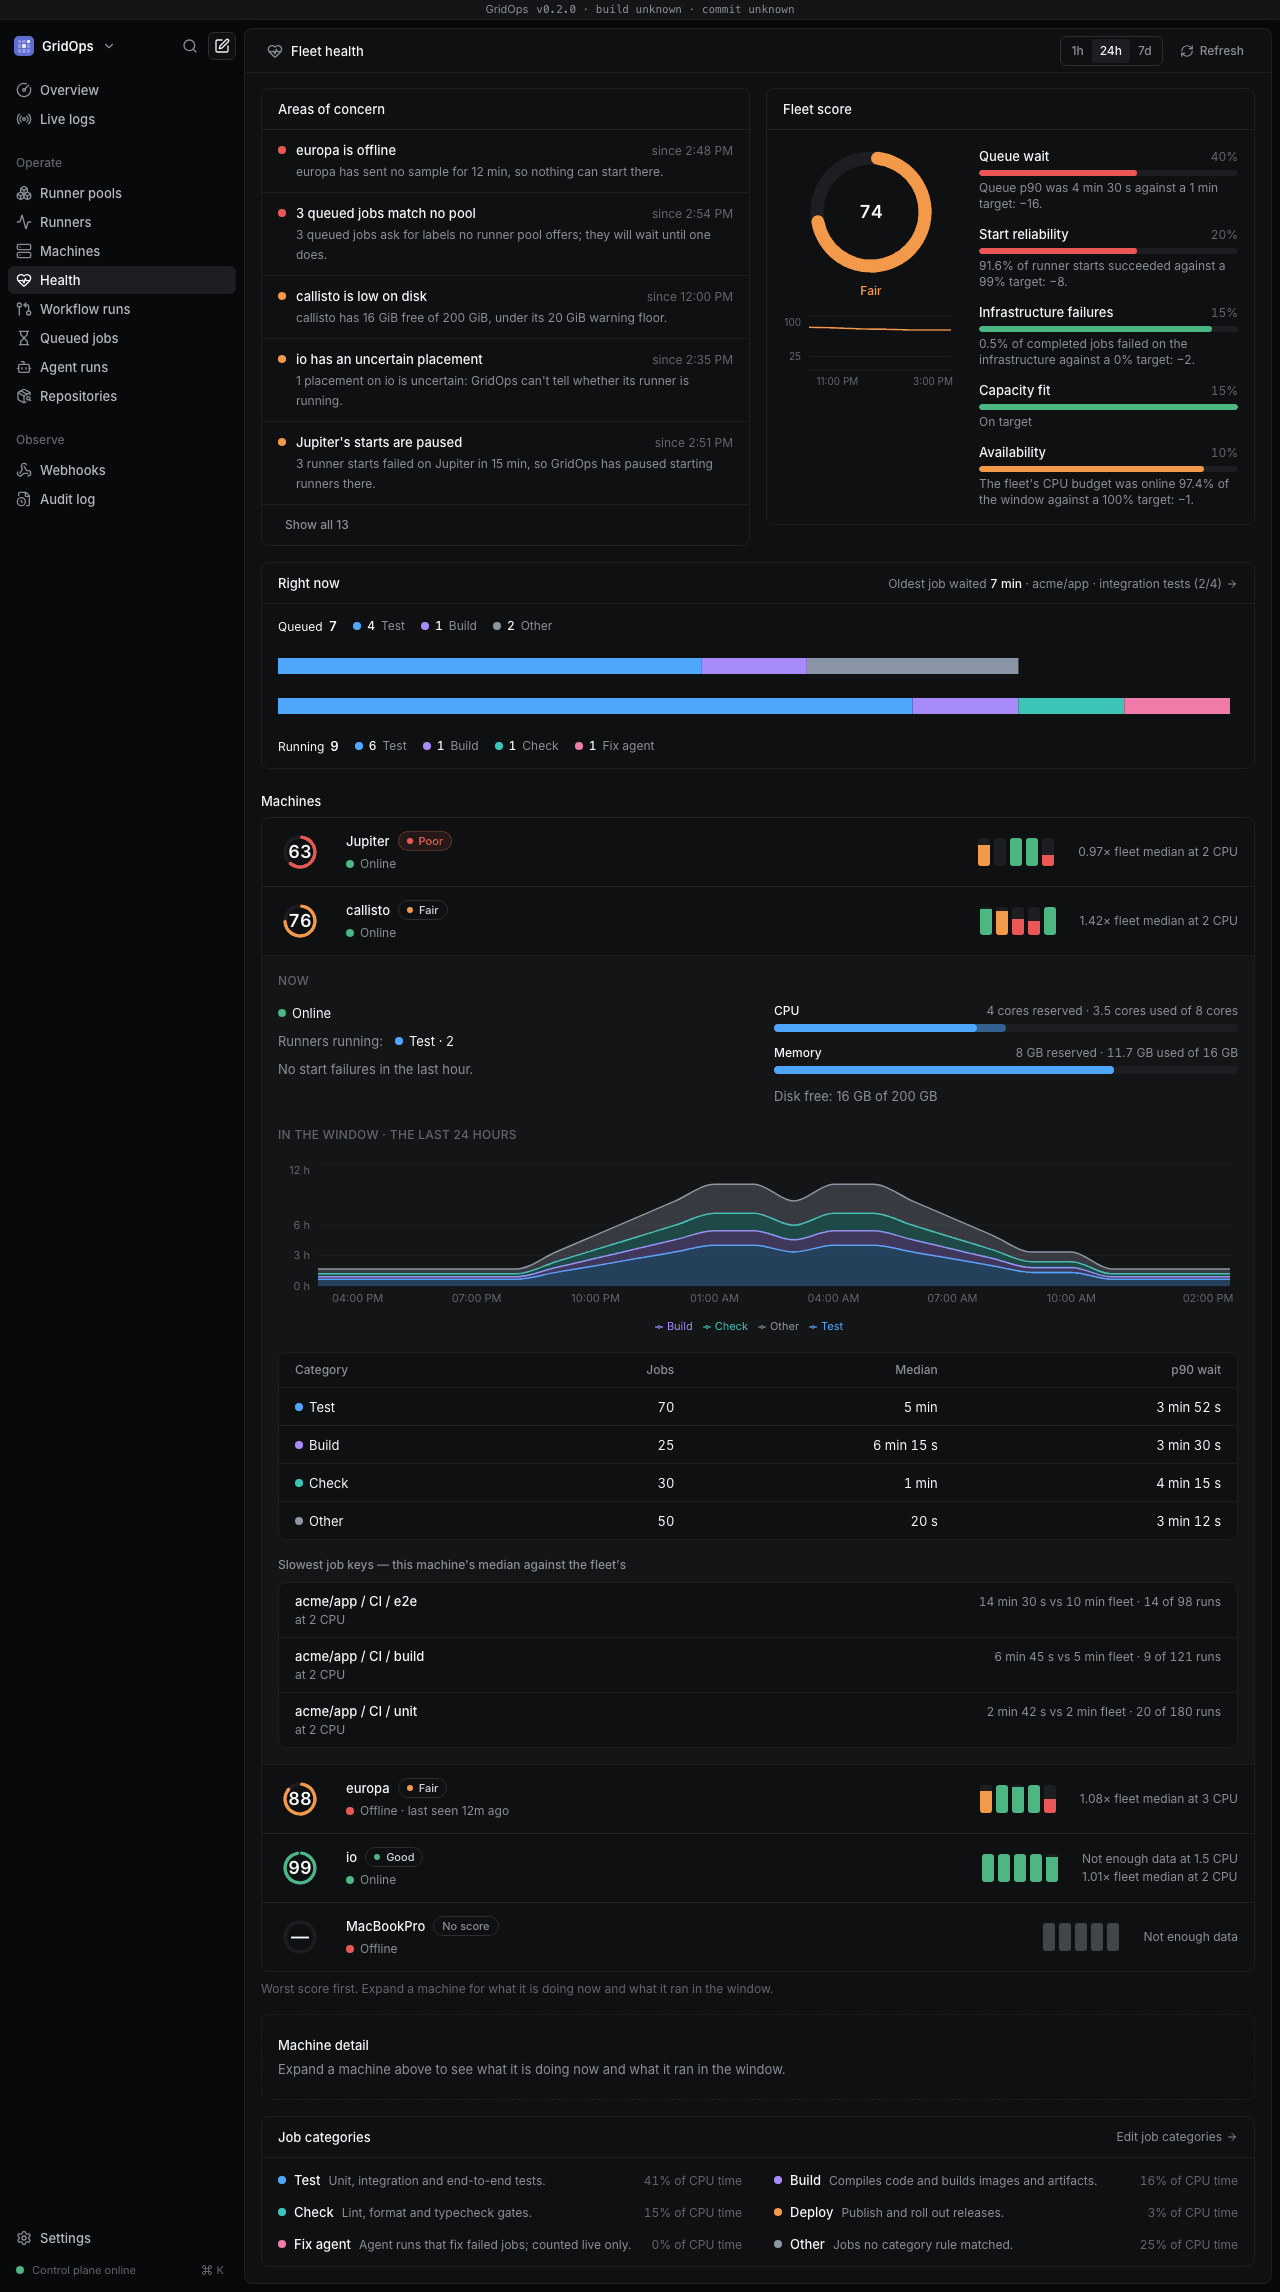 GridOps v0.2.0 · build unknown · commit unknown
GridOps
Overview
Live logs
Operate
Runner pools
Runners
Machines
Health
Workflow runs
Queued jobs
Agent runs
Repositories
Observe
Webhooks
Audit log
Settings
Control plane online ⌘ K
Fleet health
1h 24h 7d Refresh
Areas of concern
europa is offline since 2:48 PM
europa has sent no sample for 12 min, so nothing can start there.
3 queued jobs match no pool since 2:54 PM
3 queued jobs ask for labels no runner pool offers; they will wait until one
does.
callisto is low on disk since 12:00 PM
callisto has 16 GiB free of 200 GiB, under its 20 GiB warning floor.
io has an uncertain placement since 2:35 PM
1 placement on io is uncertain: GridOps can't tell whether its runner is
running.
Jupiter's starts are paused since 2:51 PM
3 runner starts failed on Jupiter in 15 min, so GridOps has paused starting
runners there.
Show all 13
Fleet score
74
Fair
100
25
11:00 PM 3:00 PM
Queue wait 40%
Queue p90 was 4 min 30 s against a 1 min
target: −16.
Start reliability 20%
91.6% of runner starts succeeded against a
99% target: −8.
Infrastructure failures 15%
0.5% of completed jobs failed on the
infrastructure against a 0% target: −2.
Capacity fit 15%
On target
Availability 10%
The fleet's CPU budget was online 97.4% of
the window against a 100% target: −1.
Right now Oldest job waited 7 min · acme/app · integration tests (2/4) →
Queued 7 4 Test 1 Build 2 Other
Running 9 6 Test 1 Build 1 Check 1 Fix agent
Machines
63 Jupiter Poor
Online
0.97× fleet median at 2 CPU
76 callisto Fair
Online
1.42× fleet median at 2 CPU
NOW
Online
Runners running: Test · 2
No start failures in the last hour.
CPU 4 cores reserved · 3.5 cores used of 8 cores
Memory 8 GB reserved · 11.7 GB used of 16 GB
Disk free: 16 GB of 200 GB
IN THE WINDOW · THE LAST 24 HOURS
12 h
6 h
3 h
0 h
04:00 PM 07:00 PM 10:00 PM 01:00 AM 04:00 AM 07:00 AM 10:00 AM 02:00 PM
Build Check Other Test
Category Jobs Median p90 wait
Test 70 5 min 3 min 52 s
Build 25 6 min 15 s 3 min 30 s
Check 30 1 min 4 min 15 s
Other 50 20 s 3 min 12 s
Slowest job keys — this machine's median against the fleet's
acme/app / CI / e2e 14 min 30 s vs 10 min fleet · 14 of 98 runs
at 2 CPU
acme/app / CI / build 6 min 45 s vs 5 min fleet · 9 of 121 runs
at 2 CPU
acme/app / CI / unit 2 min 42 s vs 2 min fleet · 20 of 180 runs
at 2 CPU
88 europa Fair
Offline · last seen 12m ago
1.08× fleet median at 3 CPU
99 io Good
Online
Not enough data at 1.5 CPU
1.01× fleet median at 2 CPU
— MacBookPro No score
Offline
Not enough data
Worst score first. Expand a machine for what it is doing now and what it ran in the window.
Machine detail
Expand a machine above to see what it is doing now and what it ran in the window.
Job categories Edit job categories →
Test Unit, integration and end-to-end tests. 41% of CPU time
Build Compiles code and builds images and artifacts. 16% of CPU time
Check Lint, format and typecheck gates. 15% of CPU time
Deploy Publish and roll out releases. 3% of CPU time
Fix agent Agent runs that fix failed jobs; counted live only. 0% of CPU time
Other Jobs no category rule matched. 25% of CPU time